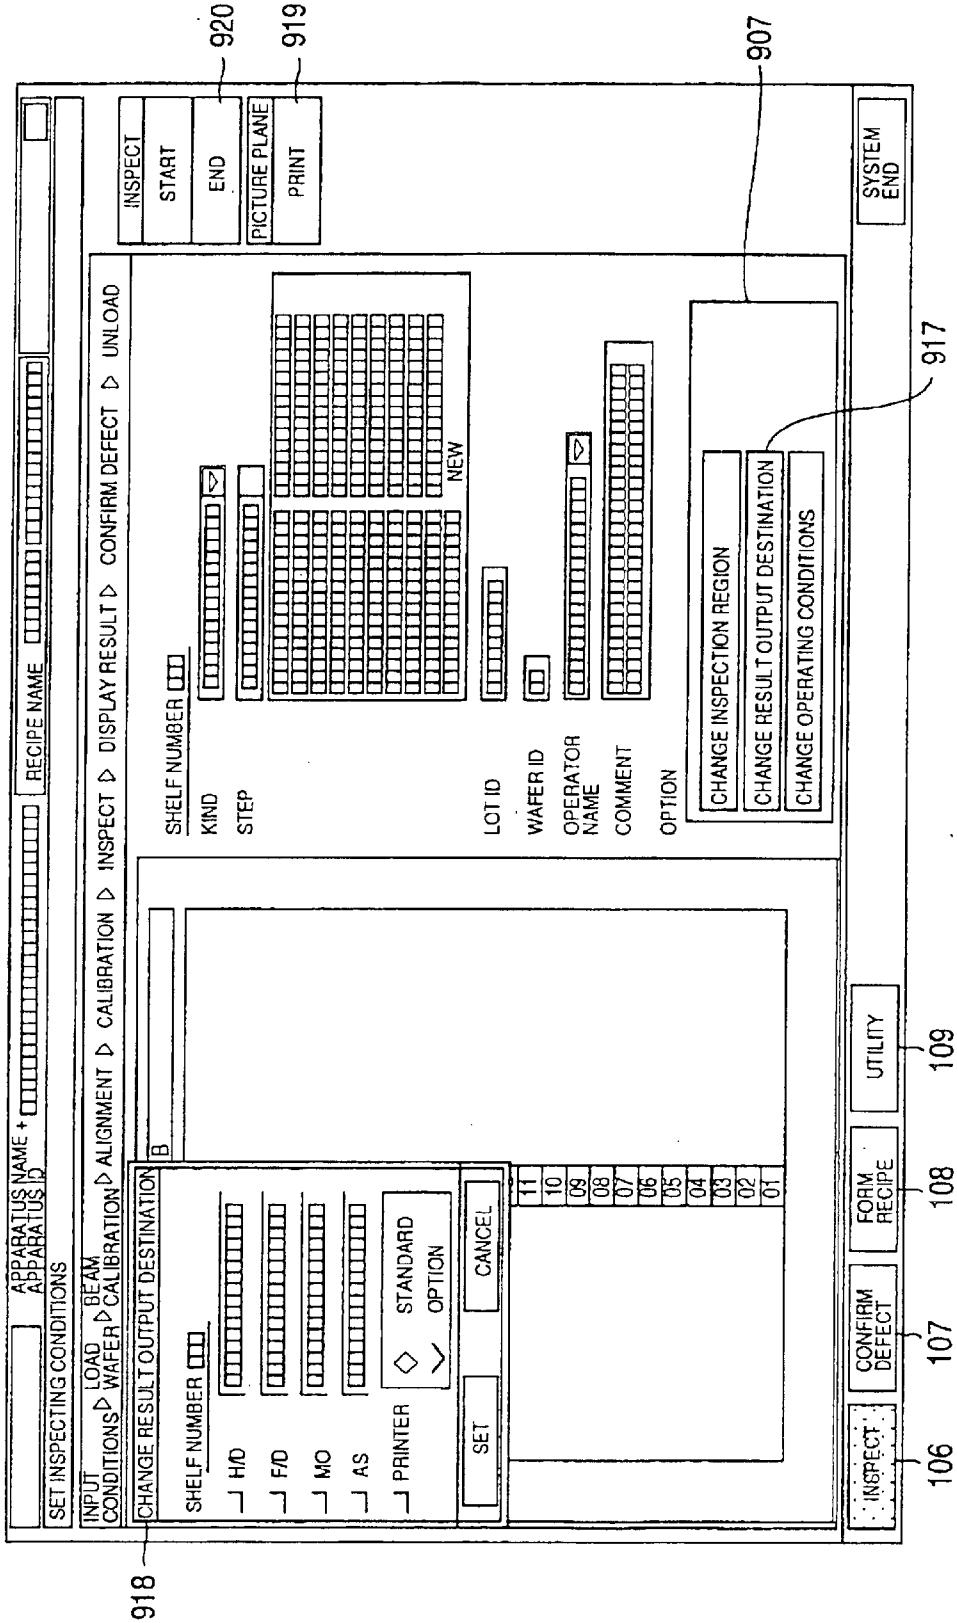 APPARATUS NAME +
APPARATUS ID
RECIPE NAME
SET INSPECTING CONDITIONS
INPUT CONDITIONS ▷ LOAD WAFER ▷ BEAM CALIBRATION ▷ ALIGNMENT ▷ CALIBRATION ▷ INSPECT ▷ DISPLAY RESULT ▷ CONFIRM DEFECT ▷ UNLOAD
INSPECT
START
END
920
PICTURE PLANE
PRINT
919
918
CHANGE RESULT OUTPUT DESTINATION
SHELF NUMBER
H/D
F/D
MO
AS
PRINTER
STANDARD
OPTION
SET
CANCEL
B
11
10
09
08
07
06
05
04
03
02
01
SHELF NUMBER
KIND
STEP
NEW
LOT ID
WAFER ID
OPERATOR
NAME
COMMENT
OPTION
CHANGE INSPECTION REGION
CHANGE RESULT OUTPUT DESTINATION
CHANGE OPERATING CONDITIONS
907
917
INSPECT
CONFIRM
DEFECT
FORM
RECIPE
UTILITY
SYSTEM
END
106
107
108
109